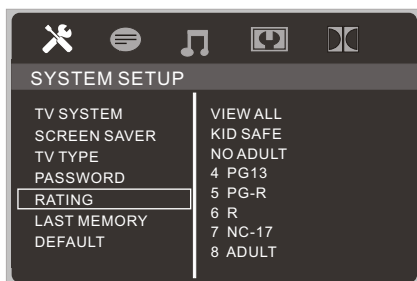 SYSTEM SETUP
TV SYSTEM
SCREEN SAVER
TV TYPE
PASSWORD
RATING
LAST MEMORY
DEFAULT
VIEW ALL
KID SAFE
NO ADULT
4 PG13
5 PG-R
6 R
7 NC-17
8 ADULT